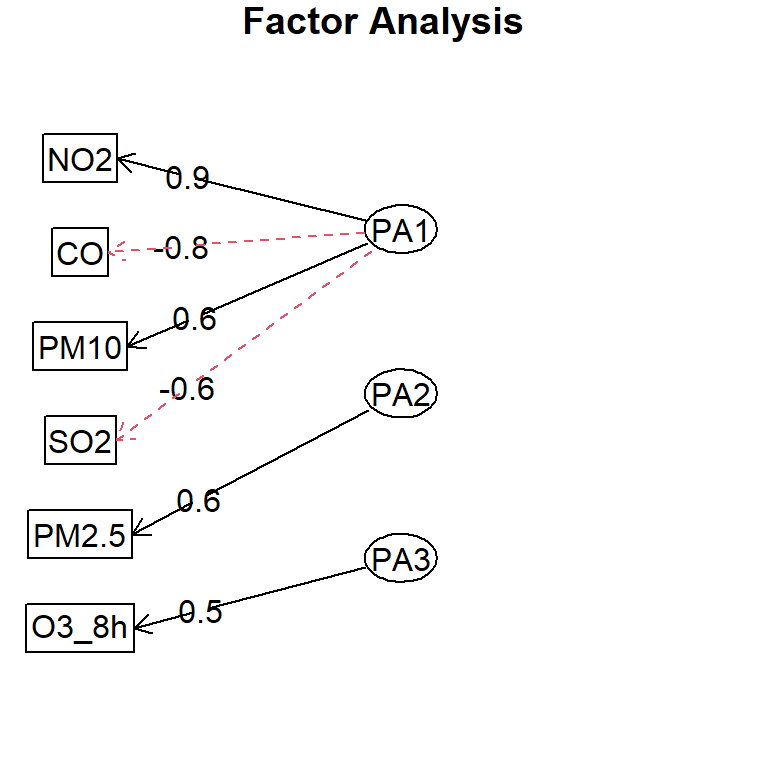 Factor Analysis
NO2
0.9
PA1
CO
-0.8
0.6
PM10
-0.6
PA2
SO2
0.6
PM2.5
PA3
0.5
O3_8h